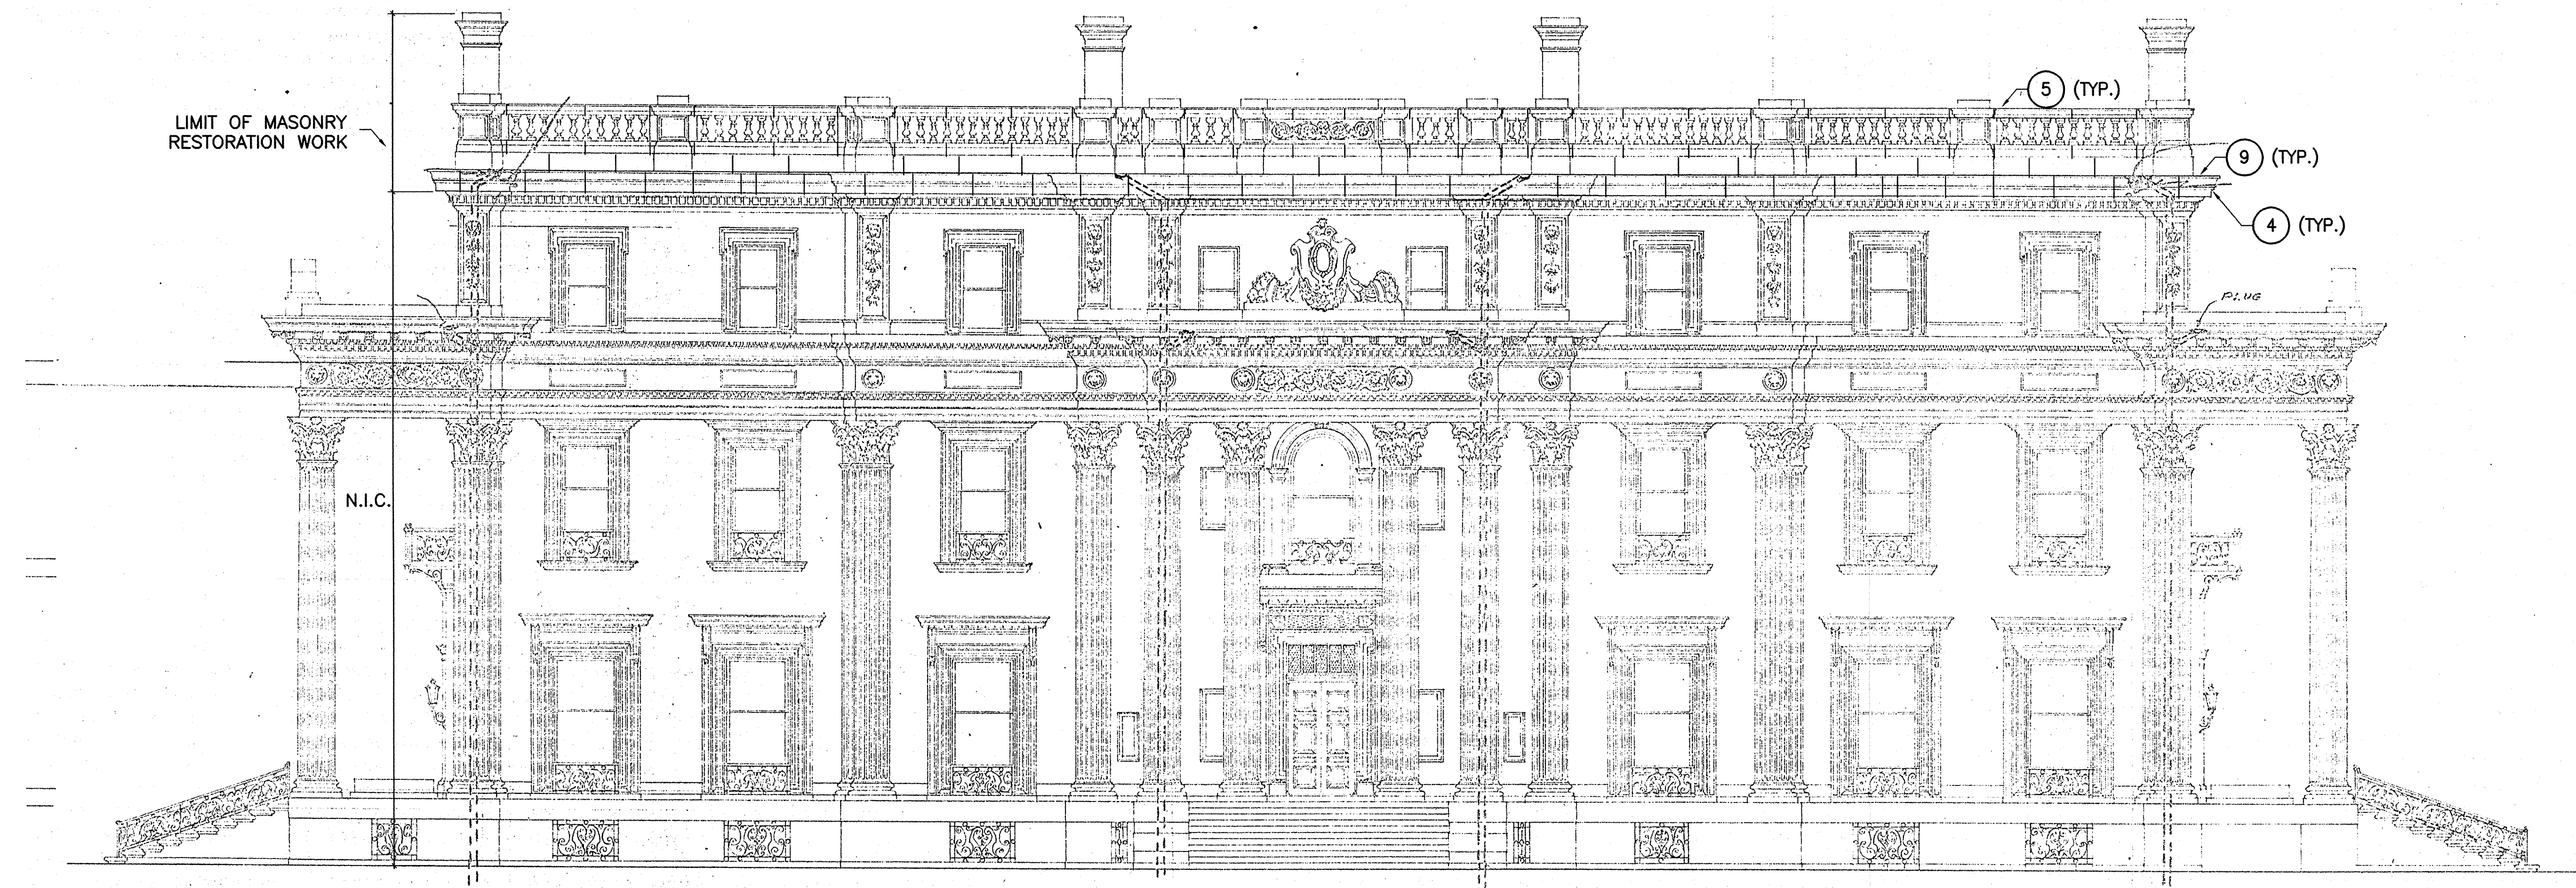 5 (TYP.)
LIMIT OF MASONRY
RESTORATION WORK
9 (TYP.)
4 (TYP.)
PLUG
N.I.C.